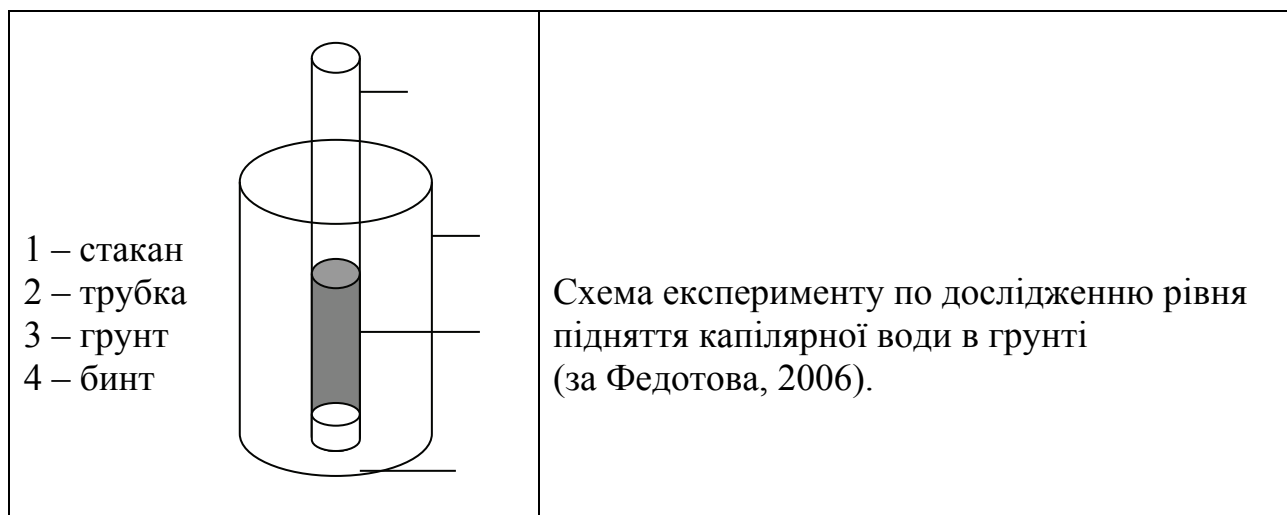 1 – стакан
2 – трубка
3 – грунт
4 – бинт
Схема експерименту по дослідженню рівня
підняття капілярної води в грунті
(за Федотова, 2006).